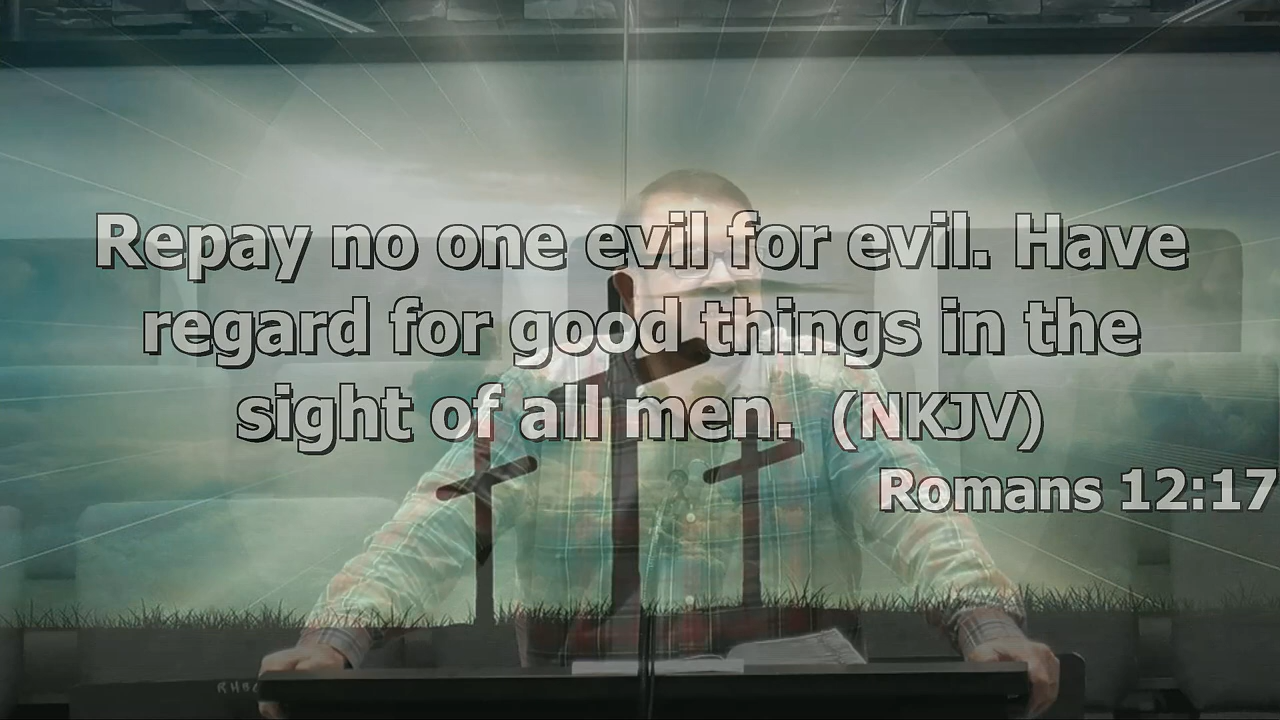 Repay no one evil for evil. Have
regard for good things in the
sight of all men. (NKJV)
Romans 12:17